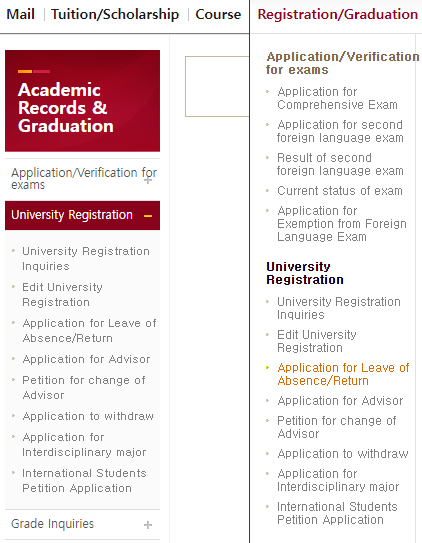 Mail Tuition/Scholarship Course Registration/Graduation
Academic
Records &
Graduation
Application/Verification for
exams
University Registration
University Registration
Inquiries
Edit University
Registration
Application for Leave of
Absence/Return
Application for Advisor
Petition for change of
Advisor
Application to withdraw
Application for
Interdisciplinary major
International Students
Petition Application
Grade Inquiries
Application/Verification
for exams
Application for
Comprehensive Exam
Application for second
foreign language exam
Result of second
foreign language exam
Current status of exam
Application for
Exemption from Foreign
Language Exam
University
Registration
University Registration
Inquiries
Edit University
Registration
Application for Leave of
Absence/Return
Application for Advisor
Petition for change of
Advisor
Application to withdraw
Application for
Interdisciplinary major
International Students
Petition Application